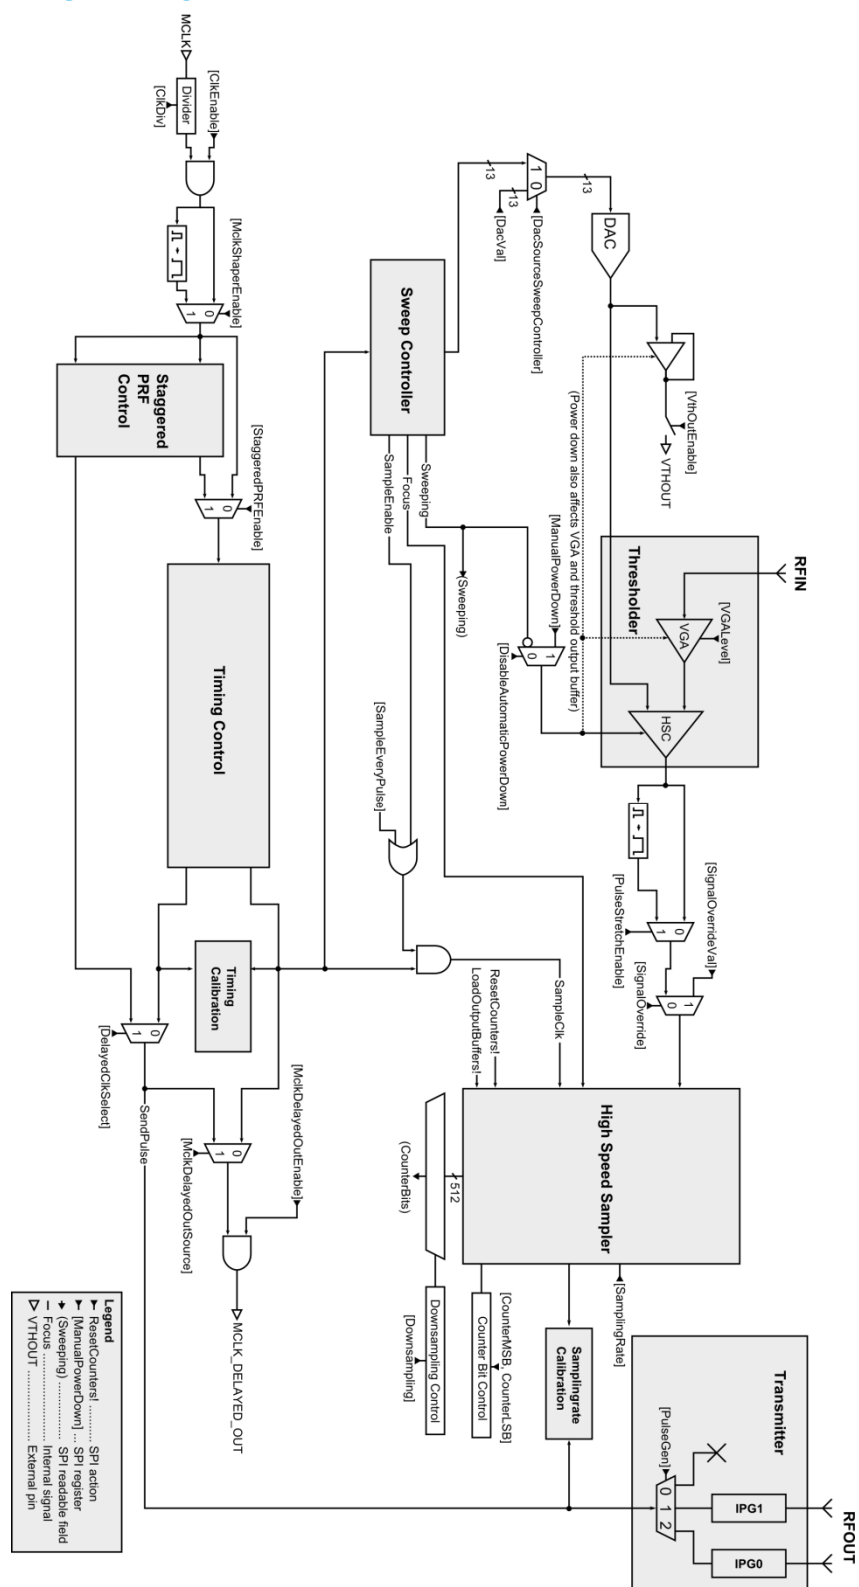 MCLK
Divider
[ClkDiv]
[ClkEnable]
[MclkShaperEnable]
0
1
Staggered
PRF
Control
[StaggeredPRFEnable]
0
1
Timing Control
Timing
Calibration
0
1
[DelayedClkSelect]
SendPulse
0
1
[MclkDelayedOutSource]
[MclkDelayedOutEnable]
MCLK_DELAYED_OUT
Sweep Controller
13
1 0
13
[DacVal]
[DacSourceSweepController]
13
DAC
[VthOutEnable]
VTHOUT
(Power down also affects VGA and threshold output buffer)
Sweeping
Focus
SampleEnable
(Sweeping)
[ManualPowerDown]
1
0
[DisableAutomaticPowerDown]
[SampleEveryPulse]
SampleClk
ResetCounters!
LoadOutputBuffers!
RFIN
Thresholder
VGA
[VGALevel]
HSC
0
1
[PulseStretchEnable]
[SignalOverrideVal]
1
0
[SignalOverride]
High Speed Sampler
512
(CounterBits)
Downsampling Control
[Downsampling]
Counter Bit Control
[CounterMSB, CounterLSB]
Samplingrate
Calibration
[SamplingRate]
Transmitter
[PulseGen]
0 1 2
IPG1
IPG0
RFOUT
Legend
ResetCounters! ........... SPI action
[ManualPowerDown] ... SPI register
(Sweeping) .................. SPI readable field
Focus ......................... Internal signal
VTHOUT .................... External pin